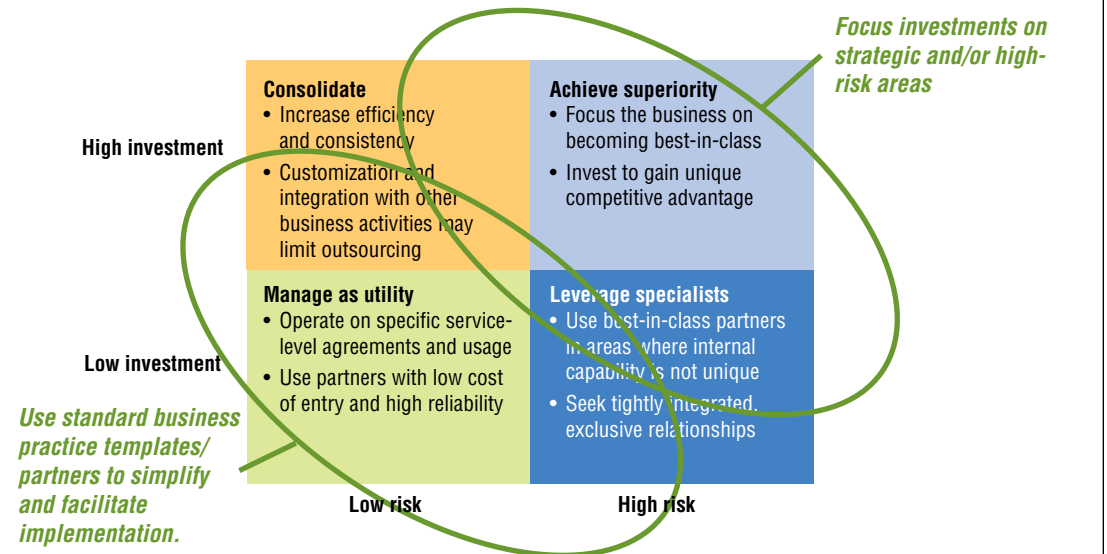 Focus investments on
strategic and/or high-
risk areas
High investment
Consolidate
• Increase efficiency
and consistency
• Customization and
integration with other
business activities may
limit outsourcing
Achieve superiority
• Focus the business on
becoming best-in-class
• Invest to gain unique
competitive advantage
Low investment
Manage as utility
• Operate on specific service-
level agreements and usage
• Use partners with low cost
of entry and high reliability
Leverage specialists
• Use best-in-class partners
in areas where internal
capability is not unique
• Seek tightly integrated,
exclusive relationships
Use standard business
practice templates/
partners to simplify
and facilitate
implementation.
Low risk
High risk